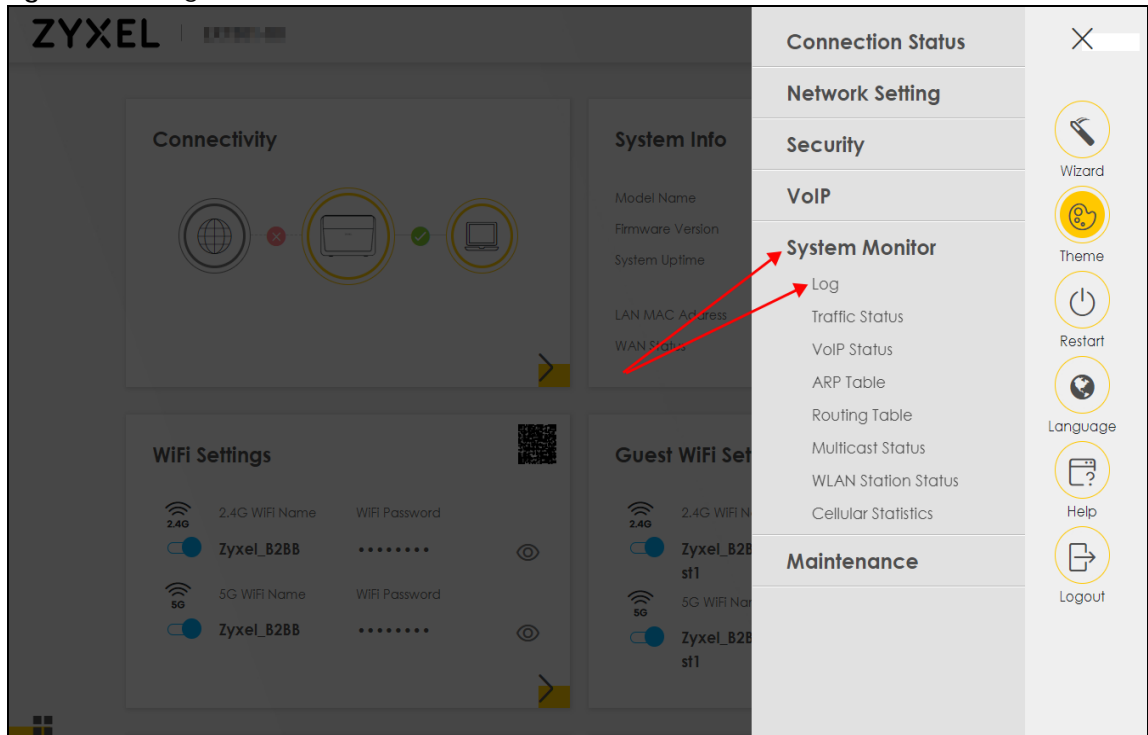 ZYXEL
Connectivity
System Info
Model Name
Firmware Version
System Uptime
LAN MAC Address
WAN Status
WiFi Settings
2.4G
2.4G WiFi Name WiFi Password
Zyxel_B2BB ••••••••
5G
5G WiFi Name WiFi Password
Zyxel_B2BB ••••••••
Guest WiFi Set
2.4G
2.4G WiFi N
Zyxel_B2B
st1
5G
5G WiFi Nar
Zyxel_B2B
st1
Connection Status
Network Setting
Security
VoIP
System Monitor
Log
Traffic Status
VoIP Status
ARP Table
Routing Table
Multicast Status
WLAN Station Status
Cellular Statistics
Maintenance
Wizard
Theme
Restart
Language
Help
Logout